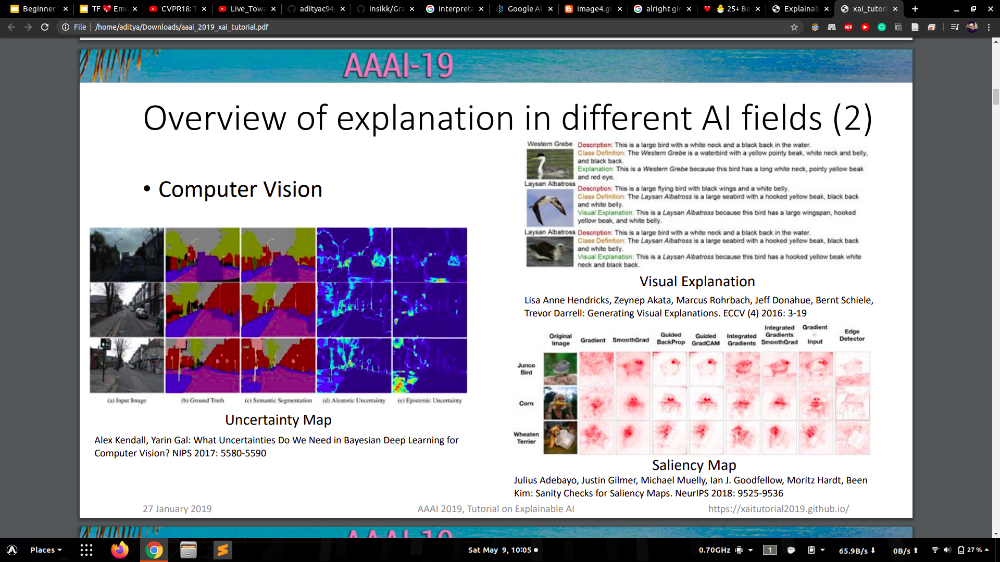 Beginner
TF 💖 Emo
CVPR18: T
Live_Towa
adityac94/
insikk/Gra
interpreta
Google AI
image4.gi
alright gir
♥️ 🐣 25+ Be
Explainab
xai_tutori
File
/home/aditya/Downloads/aaai_2019_xai_tutorial.pdf
ABP
AAAI-19
Overview of explanation in different AI fields (2)
• Computer Vision
(a) Input Image
(b) Ground Truth
(c) Semantic Segmentation
(d) Aleatoric Uncertainty
(e) Epistemic Uncertainty
Uncertainty Map
Alex Kendall, Yarin Gal: What Uncertainties Do We Need in Bayesian Deep Learning for
Computer Vision? NIPS 2017: 5580-5590
Western Grebe
Description: This is a large bird with a white neck and a black back in the water.
Class Definition: The Western Grebe is a waterbird with a yellow pointy beak, white neck and belly,
and black back.
Explanation: This is a Western Grebe because this bird has a long white neck, pointy yellow beak
and red eye.
Laysan Albatross
Description: This is a large flying bird with black wings and a white belly.
Class Definition: The Laysan Albatross is a large seabird with a hooked yellow beak, black back
and white belly.
Visual Explanation: This is a Laysan Albatross because this bird has a large wingspan, hooked
yellow beak, and white belly.
Laysan Albatross
Description: This is a large bird with a white neck and a black back in the water.
Class Definition: The Laysan Albatross is a large seabird with a hooked yellow beak, black back
and white belly.
Visual Explanation: This is a Laysan Albatross because this bird has a hooked yellow beak white
neck and black back.
Visual Explanation
Lisa Anne Hendricks, Zeynep Akata, Marcus Rohrbach, Jeff Donahue, Bernt Schiele,
Trevor Darrell: Generating Visual Explanations. ECCV (4) 2016: 3-19
Original
Image
Gradient
SmoothGrad
Guided
BackProp
Guided
GradCAM
Integrated
Gradients
Integrated
Gradients
SmoothGrad
Gradient
⊙
Input
Edge
Detector
Junco
Bird
Corn
Wheaten
Terrier
Saliency Map
Julius Adebayo, Justin Gilmer, Michael Muelly, Ian J. Goodfellow, Moritz Hardt, Been
Kim: Sanity Checks for Saliency Maps. NeurIPS 2018: 9525-9536
27 January 2019
AAAI 2019, Tutorial on Explainable AI
https://xaitutorial2019.github.io/
AAAI-19
Places
Sat May 9, 10:05
0.70GHz
1
65.9B/s
0B/s
27 %